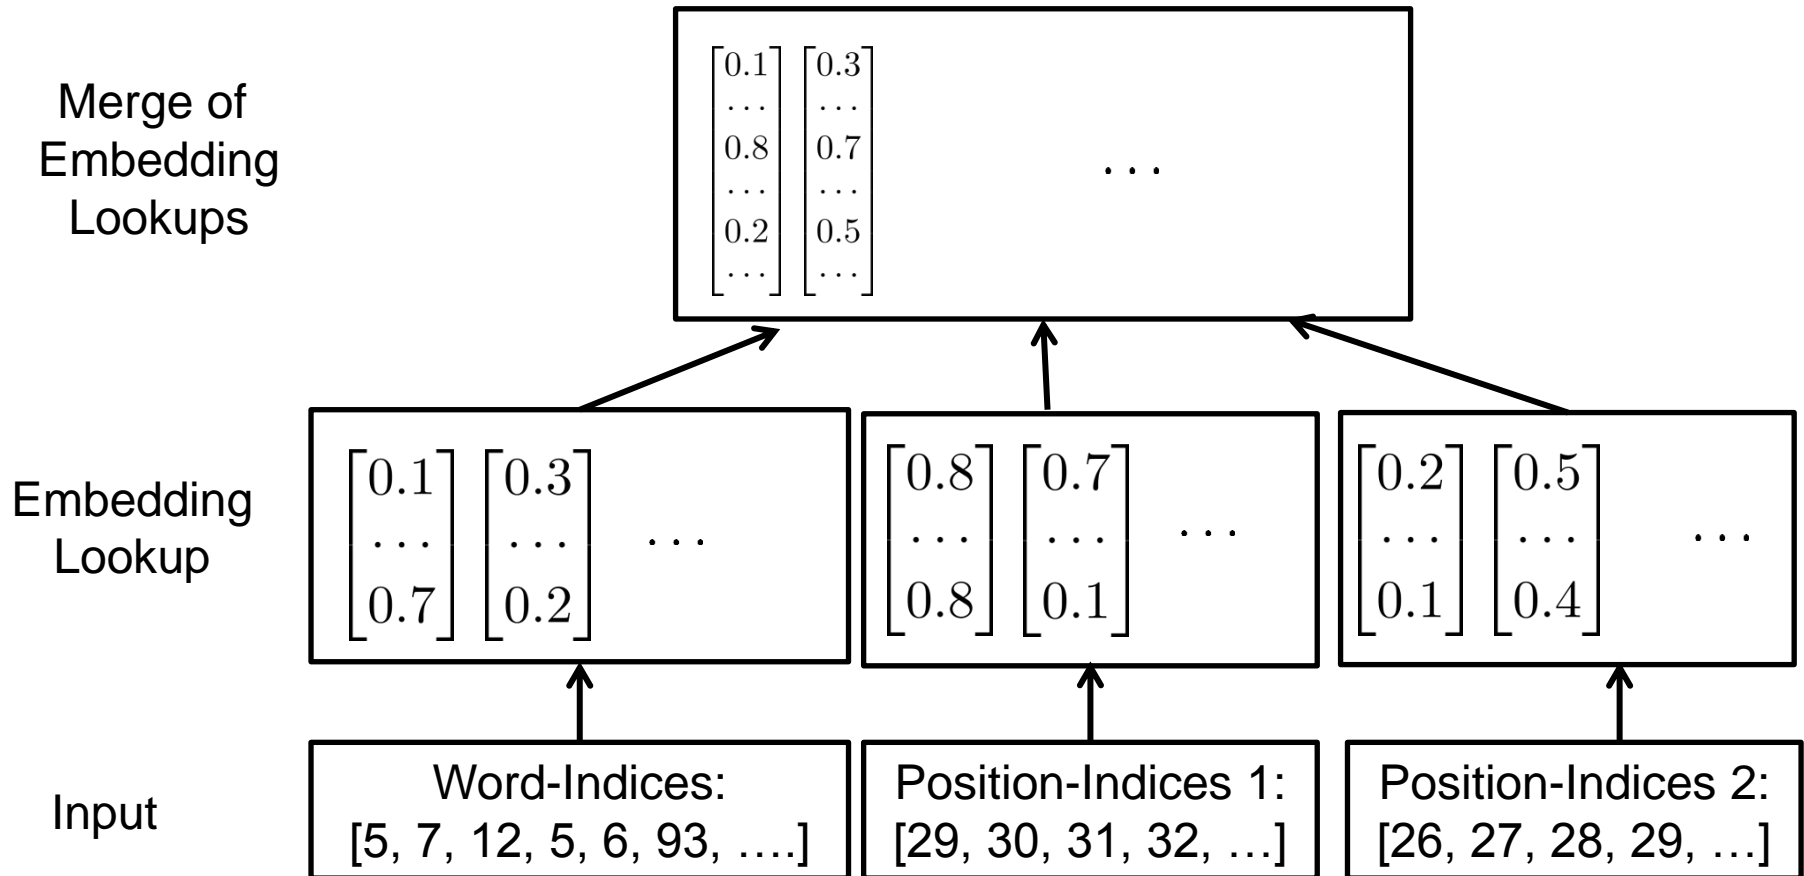 Merge of
Embedding
Lookups
[0.1 ... 0.8 ... 0.2 ...] [0.3 ... 0.7 ... 0.5 ...] ...
Embedding
Lookup
[0.1 ... 0.7] [0.3 ... 0.2] ...
[0.8 ... 0.8] [0.7 ... 0.1] ...
[0.2 ... 0.1] [0.5 ... 0.4] ...
Input
Word-Indices:
[5, 7, 12, 5, 6, 93, ….]
Position-Indices 1:
[29, 30, 31, 32, …]
Position-Indices 2:
[26, 27, 28, 29, …]